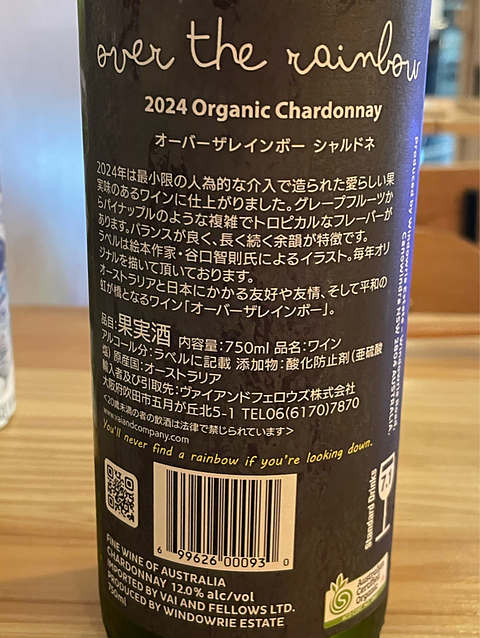 over the rainbow
2024 Organic Chardonnay
オーバーザレインボー シャルドネ
2024年は最小限の人為的な介入で造られた愛らしい果
実味のあるワインに仕上がりました。グレープフルーツか
らパイナップルのような複雑でトロピカルなフレーバーが
あります。バランスが良く、長く続く余韻が特徴です。
ラベルは絵本作家・谷口智則氏によるイラスト。毎年オリ
ジナルを描いて頂いております。
オーストラリアと日本にかかる友好や友情、そして平和の
虹が橋となるワイン「オーバーザレインボー」。
品目:果実酒 内容量:750ml 品名:ワイン
アルコール分:ラベルに記載 添加物:酸化防止剤(亜硫酸
塩) 原産国:オーストラリア
輸入者及び引取先:ヴァイアンドフェロウズ株式会社
大阪府吹田市五月が丘北5-1 TEL06(6170)7870
<20歳未満の者の飲酒は法律で禁じられています>
www.vaiandcompany.com
You'll never find a rainbow if you're looking down.
6 99626 00093 0
FINE WINE OF AUSTRALIA
CHARDONNAY 12.0% alc/vol
IMPORTED BY VAI AND FELLOWS LTD.
PRODUCED BY WINDOWRIE ESTATE
750ml
Produced by Windowrie Estate, Windowrie Road,
Canowindra NSW 2804 AUSTRALIA.
7.1
Standard Drinks
Australian
Certified
Organic